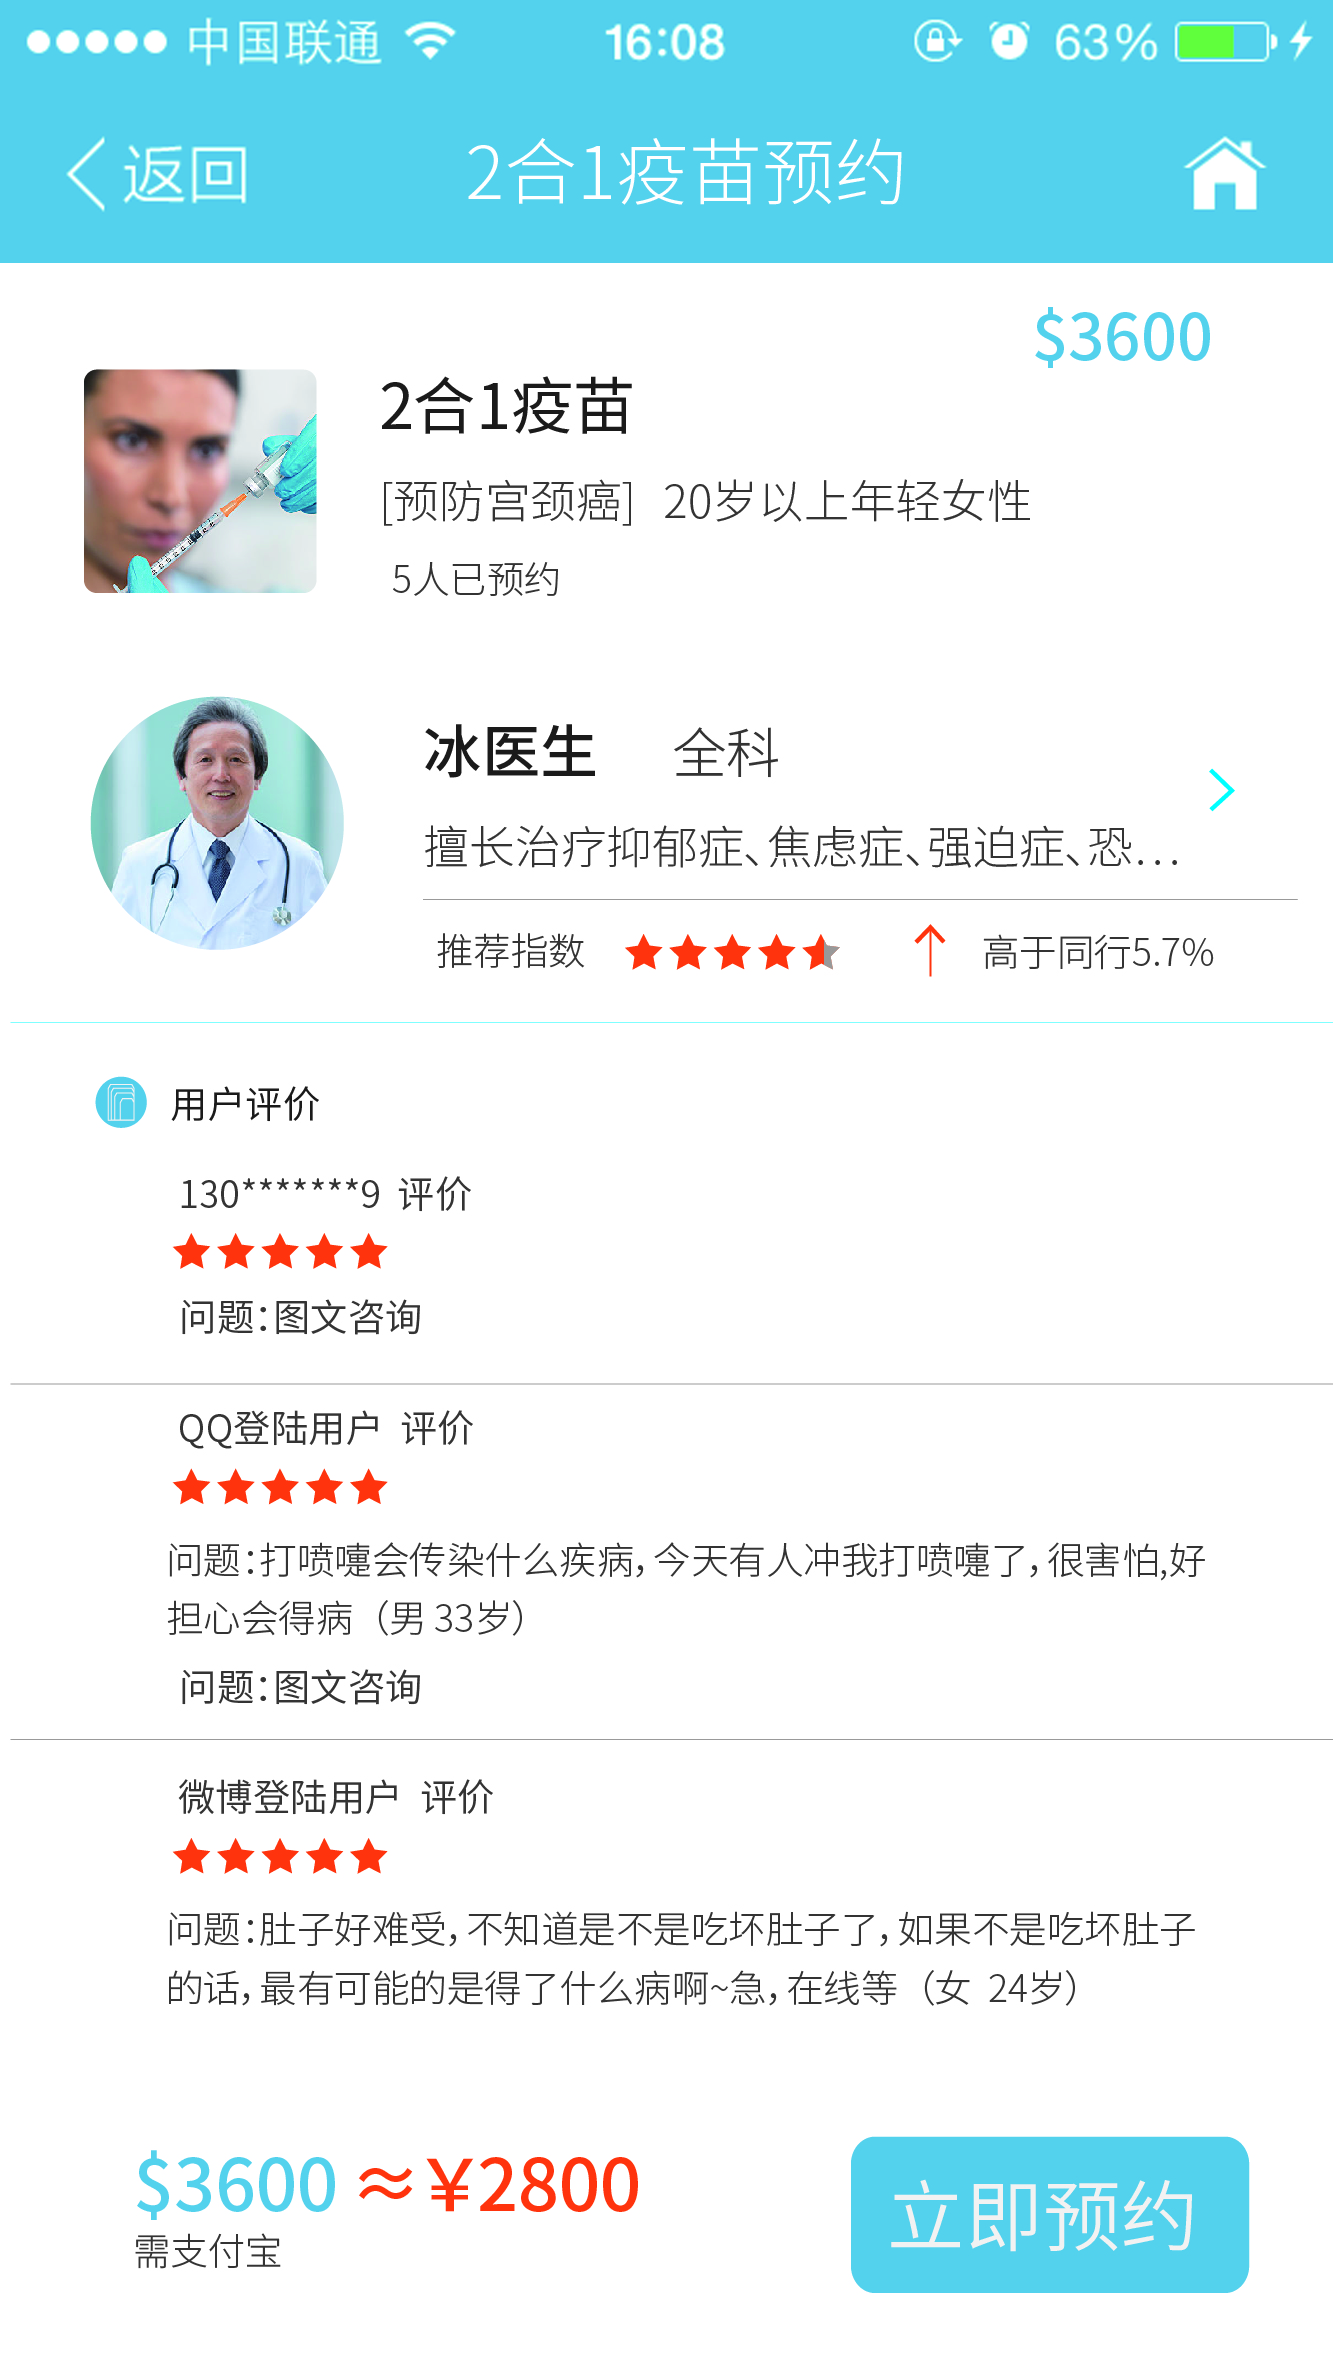 中国联通 16:08 63%
返回 2合1疫苗预约
$3600
2合1疫苗
[预防宫颈癌] 20岁以上年轻女性
5人已预约
冰医生 全科
擅长治疗抑郁症、焦虑症、强迫症、恐...
推荐指数 高于同行5.7%
用户评价
130*******9 评价
问题：图文咨询
QQ登陆用户 评价
问题：打喷嚏会传染什么疾病，今天有人冲我打喷嚏了，很害怕,好
担心会得病（男 33岁）
问题：图文咨询
微博登陆用户 评价
问题：肚子好难受，不知道是不是吃坏肚子了，如果不是吃坏肚子
的话，最有可能的是得了什么病啊~急，在线等（女 24岁）
$3600≈¥2800
需支付宝
立即预约